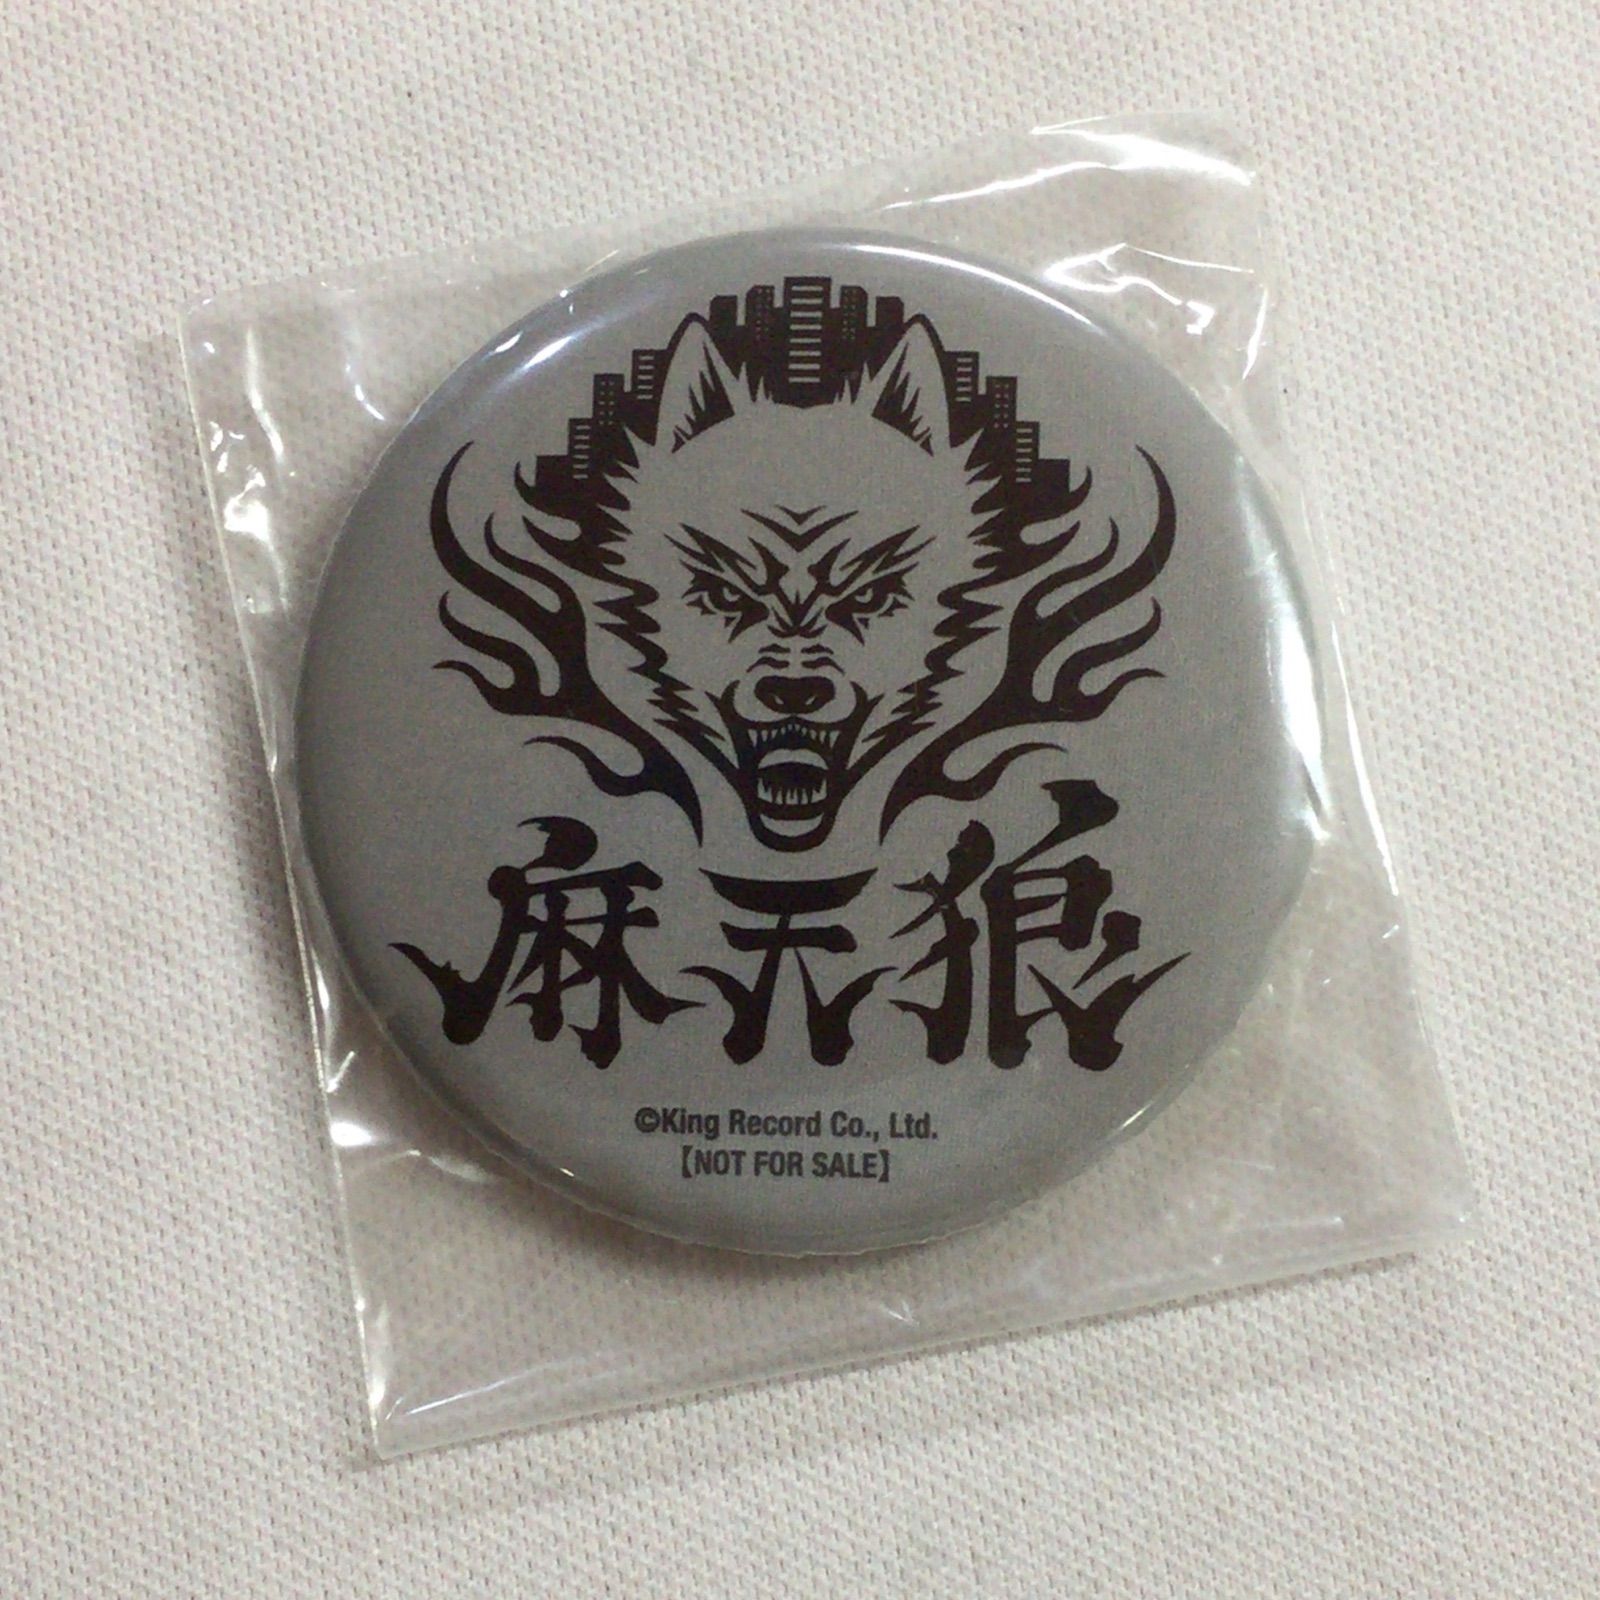 麻天狼
©King Record Co., Ltd.
【NOT FOR SALE】